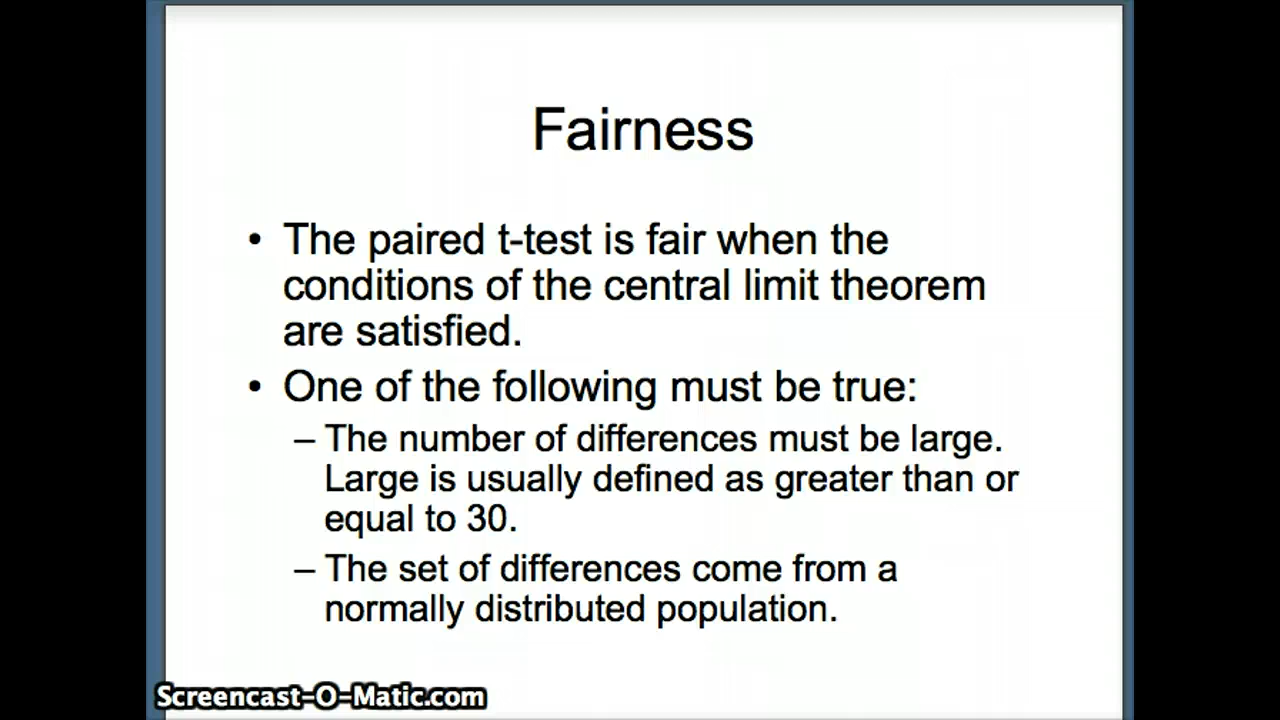 Fairness
• The paired t-test is fair when the
conditions of the central limit theorem
are satisfied.
• One of the following must be true:
– The number of differences must be large.
Large is usually defined as greater than or
equal to 30.
– The set of differences come from a
normally distributed population.
Screencast-O-Matic.com